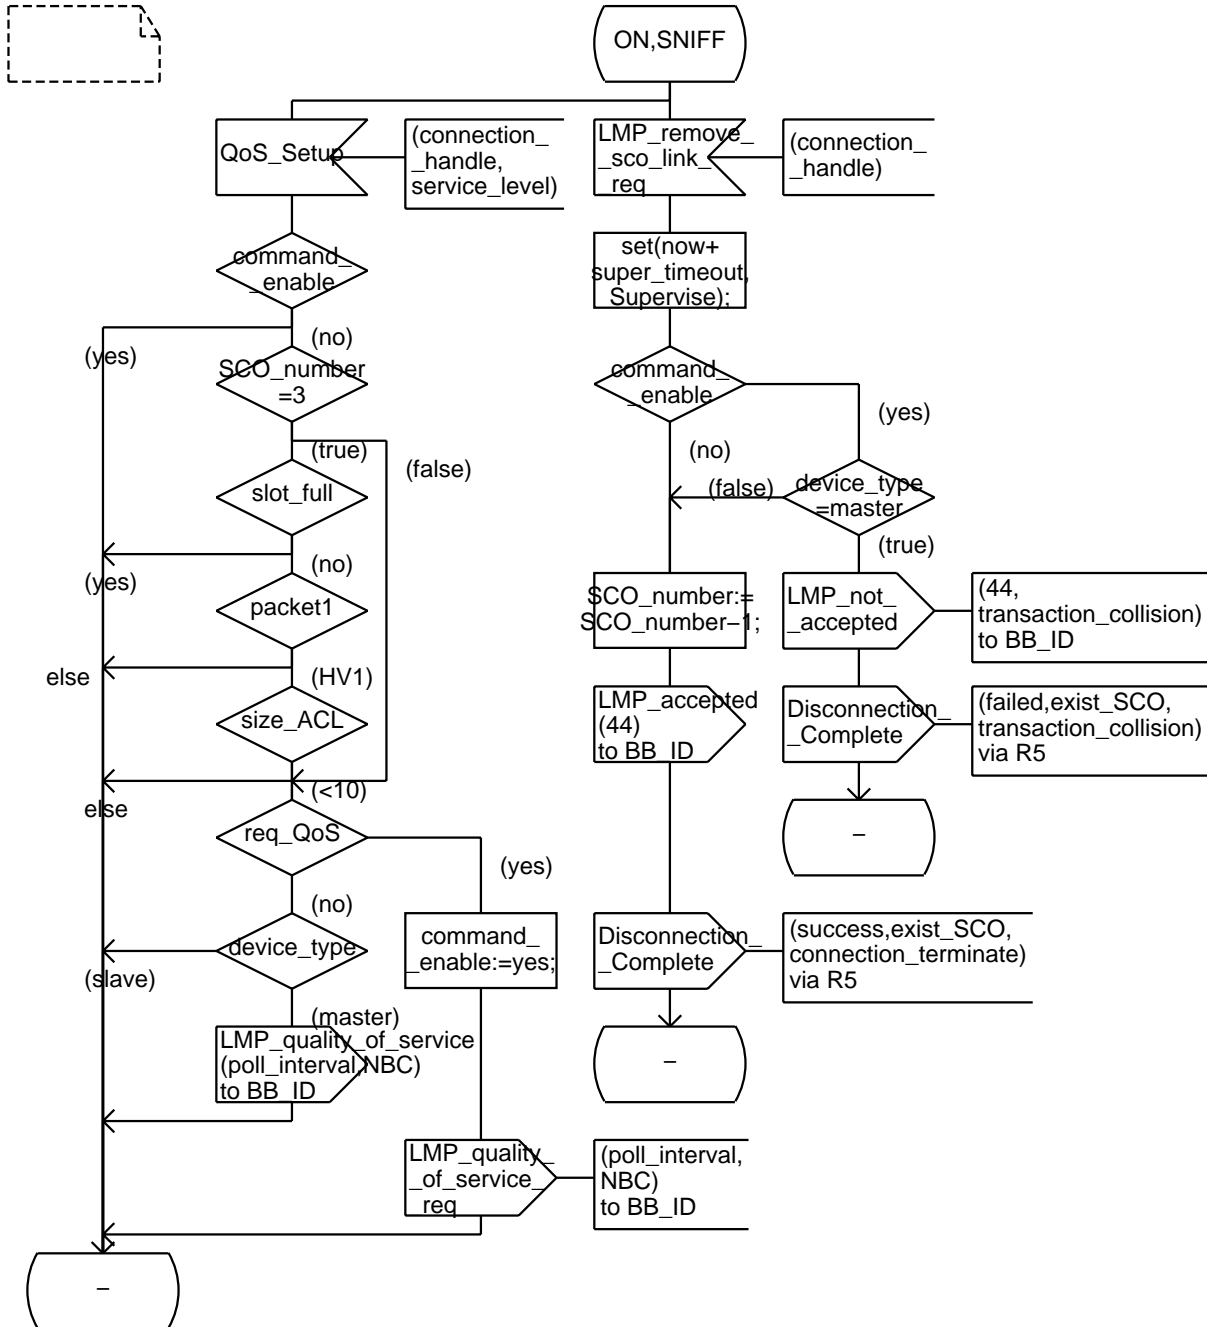 ON,SNIFF
QoS_Setup
(connection_
_handle,
service_level)
LMP_remove_
_sco_link_
_req
(connection_
_handle)
command_
_enable
set(now+
super_timeout,
Supervise);
(yes)
(no)
SCO_number
=3
command_
_enable
(yes)
(true)
(false)
(no)
slot_full
(false)
device_type
=master
(true)
(yes)
(no)
packet1
SCO_number:=
SCO_number−1;
LMP_not_
_accepted
(44,
transaction_collision)
to BB_ID
else
(HV1)
size_ACL
LMP_accepted
(44)
to BB_ID
Disconnection_
_Complete
(failed,exist_SCO,
transaction_collision)
via R5
else
(<10)
req_QoS
−
(yes)
(no)
device_type
command_
_enable:=yes;
Disconnection_
_Complete
(success,exist_SCO,
connection_terminate)
via R5
(slave)
(master)
LMP_quality_of_service
(poll_interval,NBC)
to BB_ID
−
LMP_quality_
_of_service_
_req
(poll_interval,
NBC)
to BB_ID
−